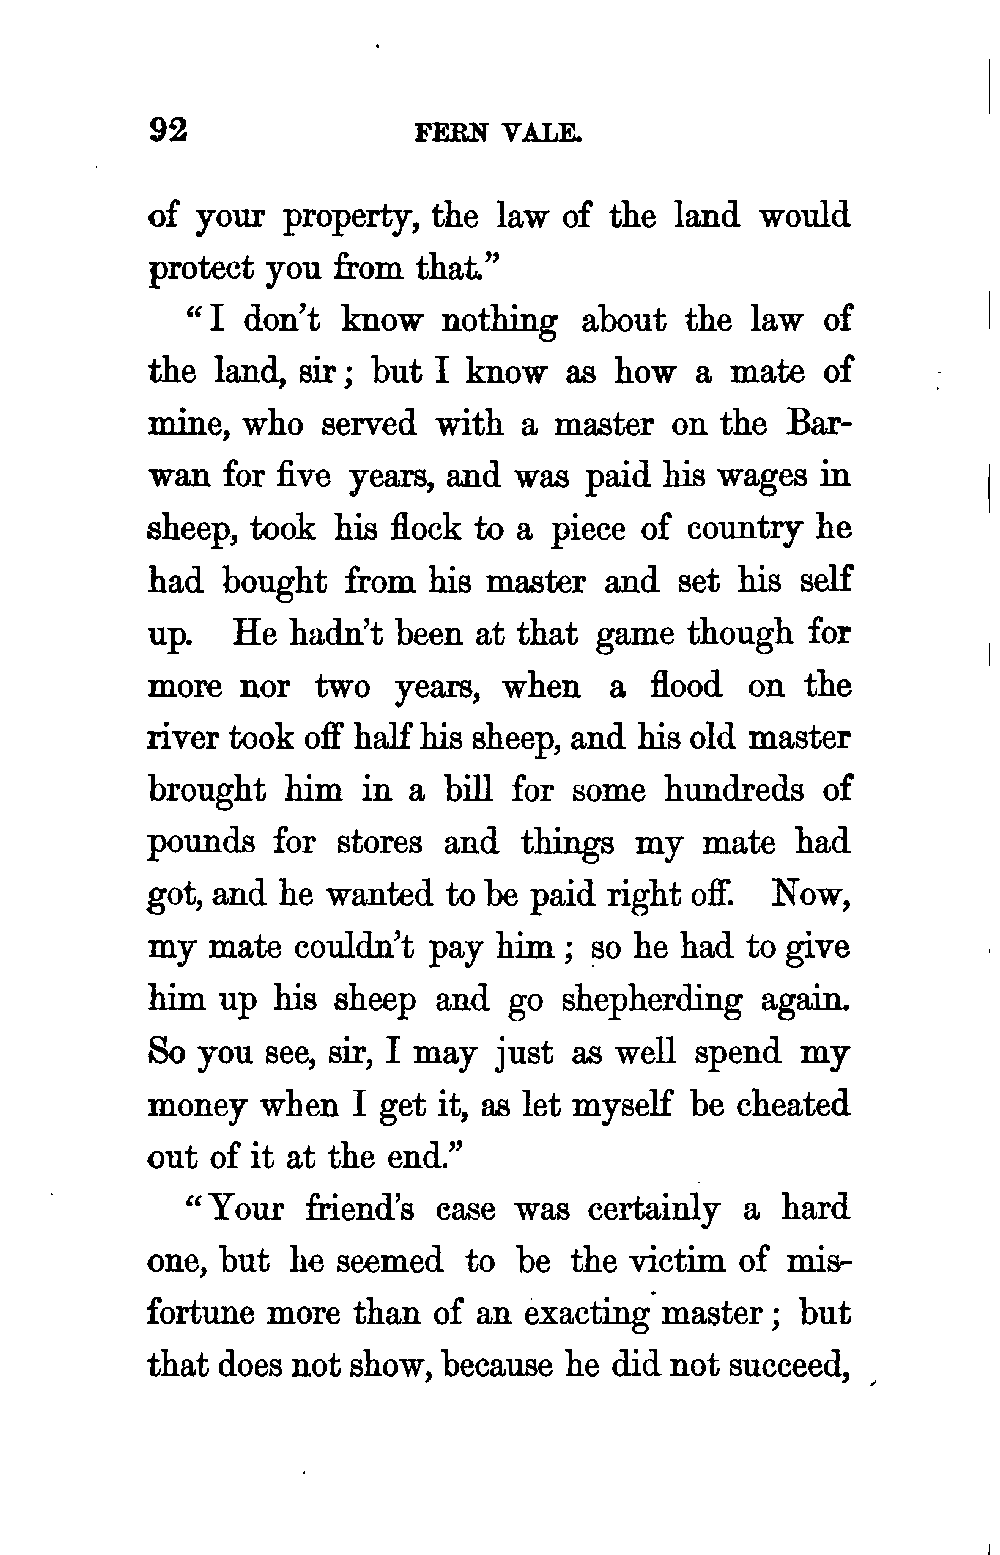 92 FERN VALE.
of your property, the law of the land would
protect you from that."
"I don't know nothing about the law of
the land, sir; but I know as how a mate of
mine, who served with a master on the Bar-
wan for five years, and was paid his wages in
sheep, took his flock to a piece of country he
had bought from his master and set his self
up. He hadn't been at that game though for
more nor two years, when a flood on the
river took off half his sheep, and his old master
brought him in a bill for some hundreds of
pounds for stores and things my mate had
got, and he wanted to be paid right off. Now,
my mate couldn't pay him; so he had to give
him up his sheep and go shepherding again.
So you see, sir, I may just as well spend my
money when I get it, as let myself be cheated
out of it at the end."
"Your friend's case was certainly a hard
one, but he seemed to be the victim of mis-
fortune more than of an exacting master; but
that does not show, because he did not succeed,